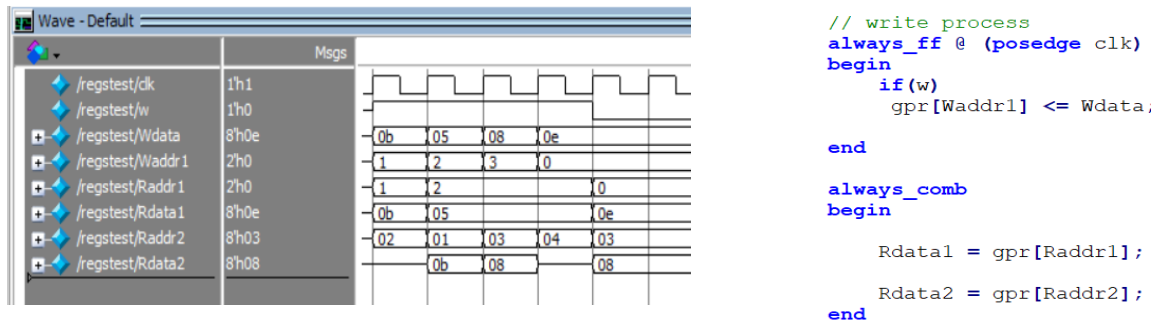 Wave - Default
Msgs
/regstest/clk 1'h1
/regstest/w 1'h0
/regstest/Wdata 8'h0e 0b 05 08 0e
/regstest/Waddr1 2'h0 1 2 3 0
/regstest/Raddr1 2'h0 1 2 0
/regstest/Rdata1 8'h0e 0b 05 0e
/regstest/Raddr2 8'h03 02 01 03 04 03
/regstest/Rdata2 8'h08 0b 08 08
// write process
always_ff @ (posedge clk)
begin
if(w)
gpr[Waddr1] <= Wdata;
end
always_comb
begin
Rdata1 = gpr[Raddr1];
Rdata2 = gpr[Raddr2];
end